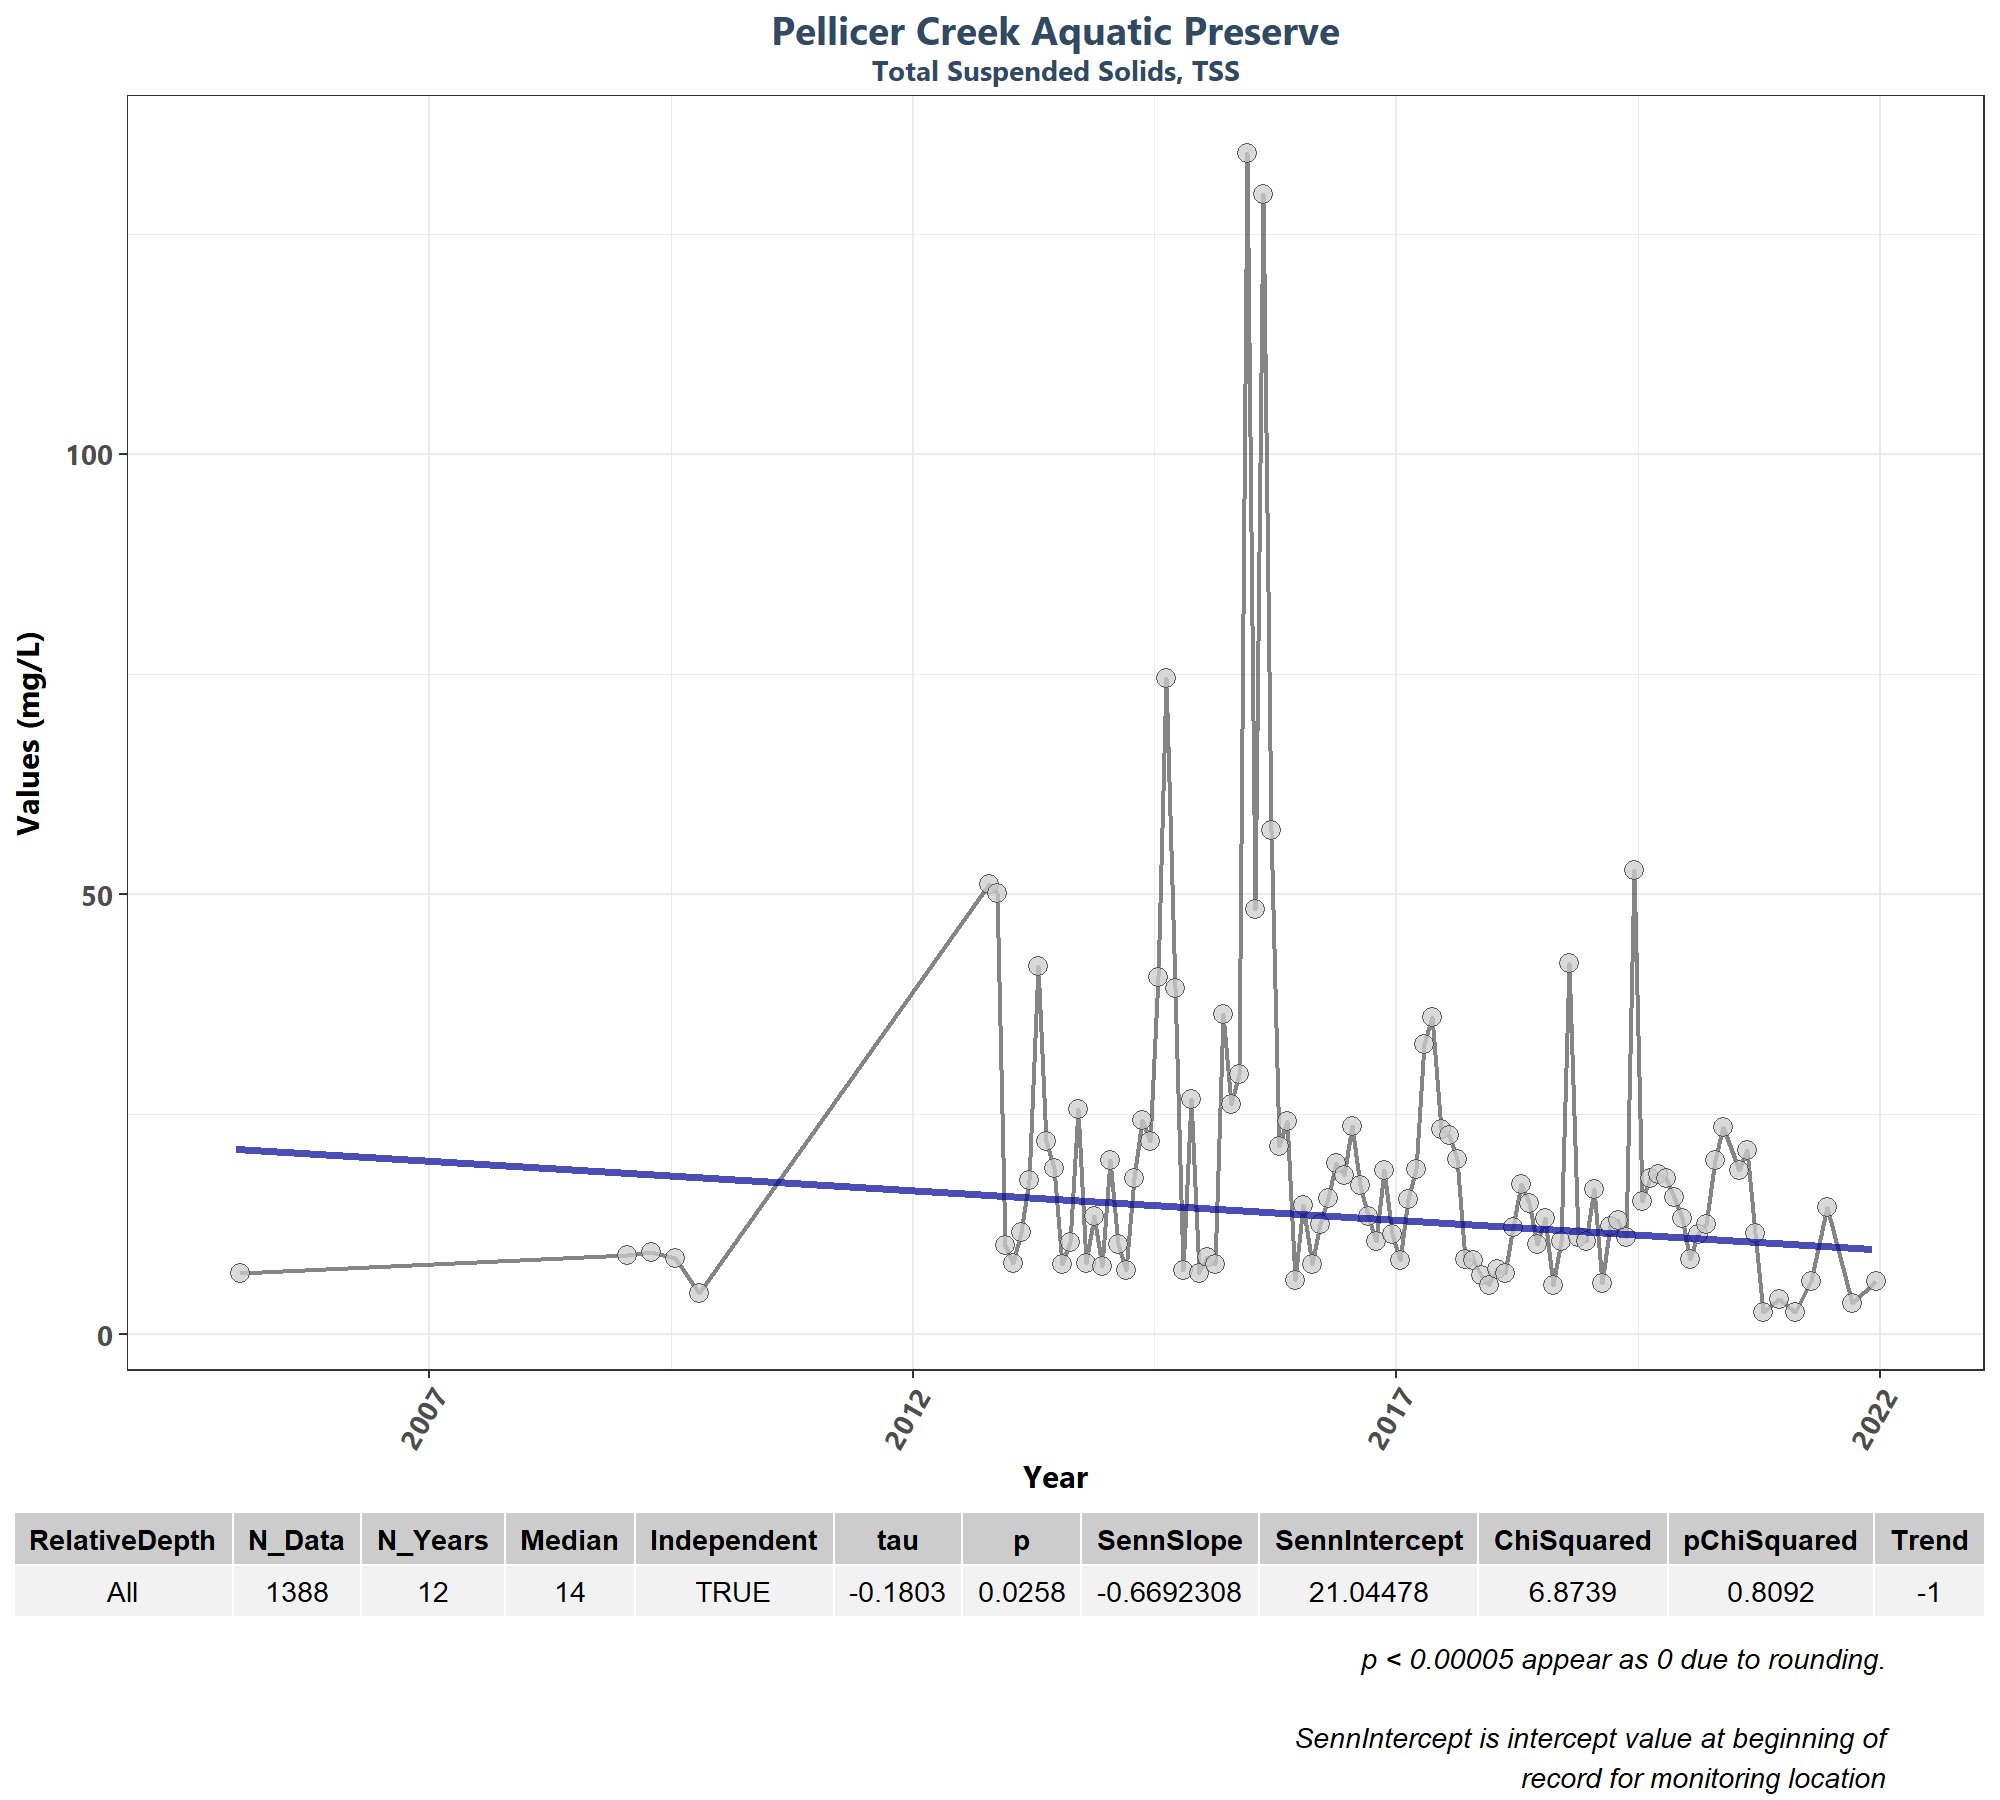 Pellicer Creek Aquatic Preserve
Total Suspended Solids, TSS
Values (mg/L)
100
50
0
2007 2012 2017 2022
Year
RelativeDepth N_Data N_Years Median Independent tau p SennSlope SennIntercept ChiSquared pChiSquared Trend
All 1388 12 14 TRUE -0.1803 0.0258 -0.6692308 21.04478 6.8739 0.8092 -1
p < 0.00005 appear as 0 due to rounding.
SennIntercept is intercept value at beginning of
record for monitoring location